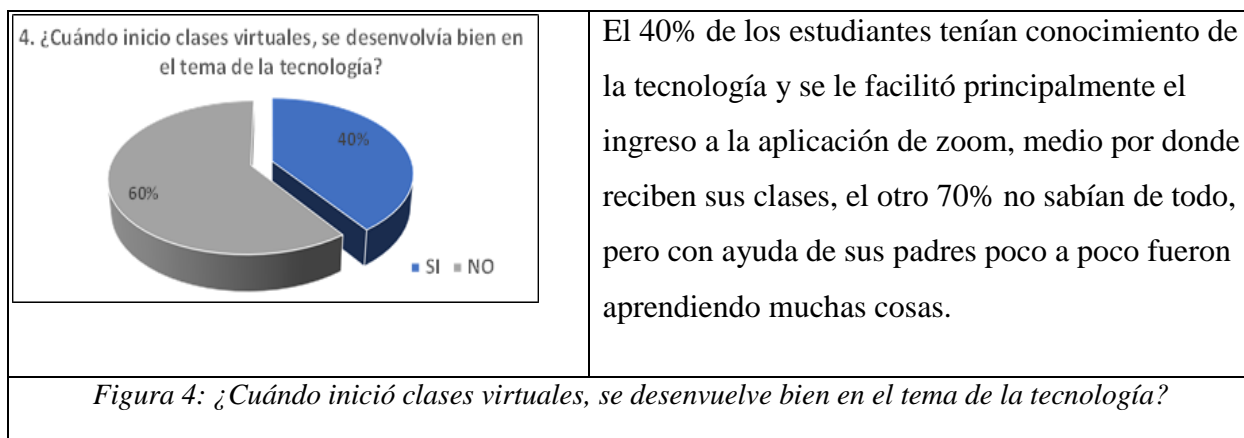 4. ¿Cuándo inicio clases virtuales, se desenvolvía bien en
el tema de la tecnología?
40%
60%
SI NO
El 40% de los estudiantes tenían conocimiento de
la tecnología y se le facilitó principalmente el
ingreso a la aplicación de zoom, medio por donde
reciben sus clases, el otro 70% no sabían de todo,
pero con ayuda de sus padres poco a poco fueron
aprendiendo muchas cosas.
Figura 4: ¿Cuándo inició clases virtuales, se desenvuelve bien en el tema de la tecnología?